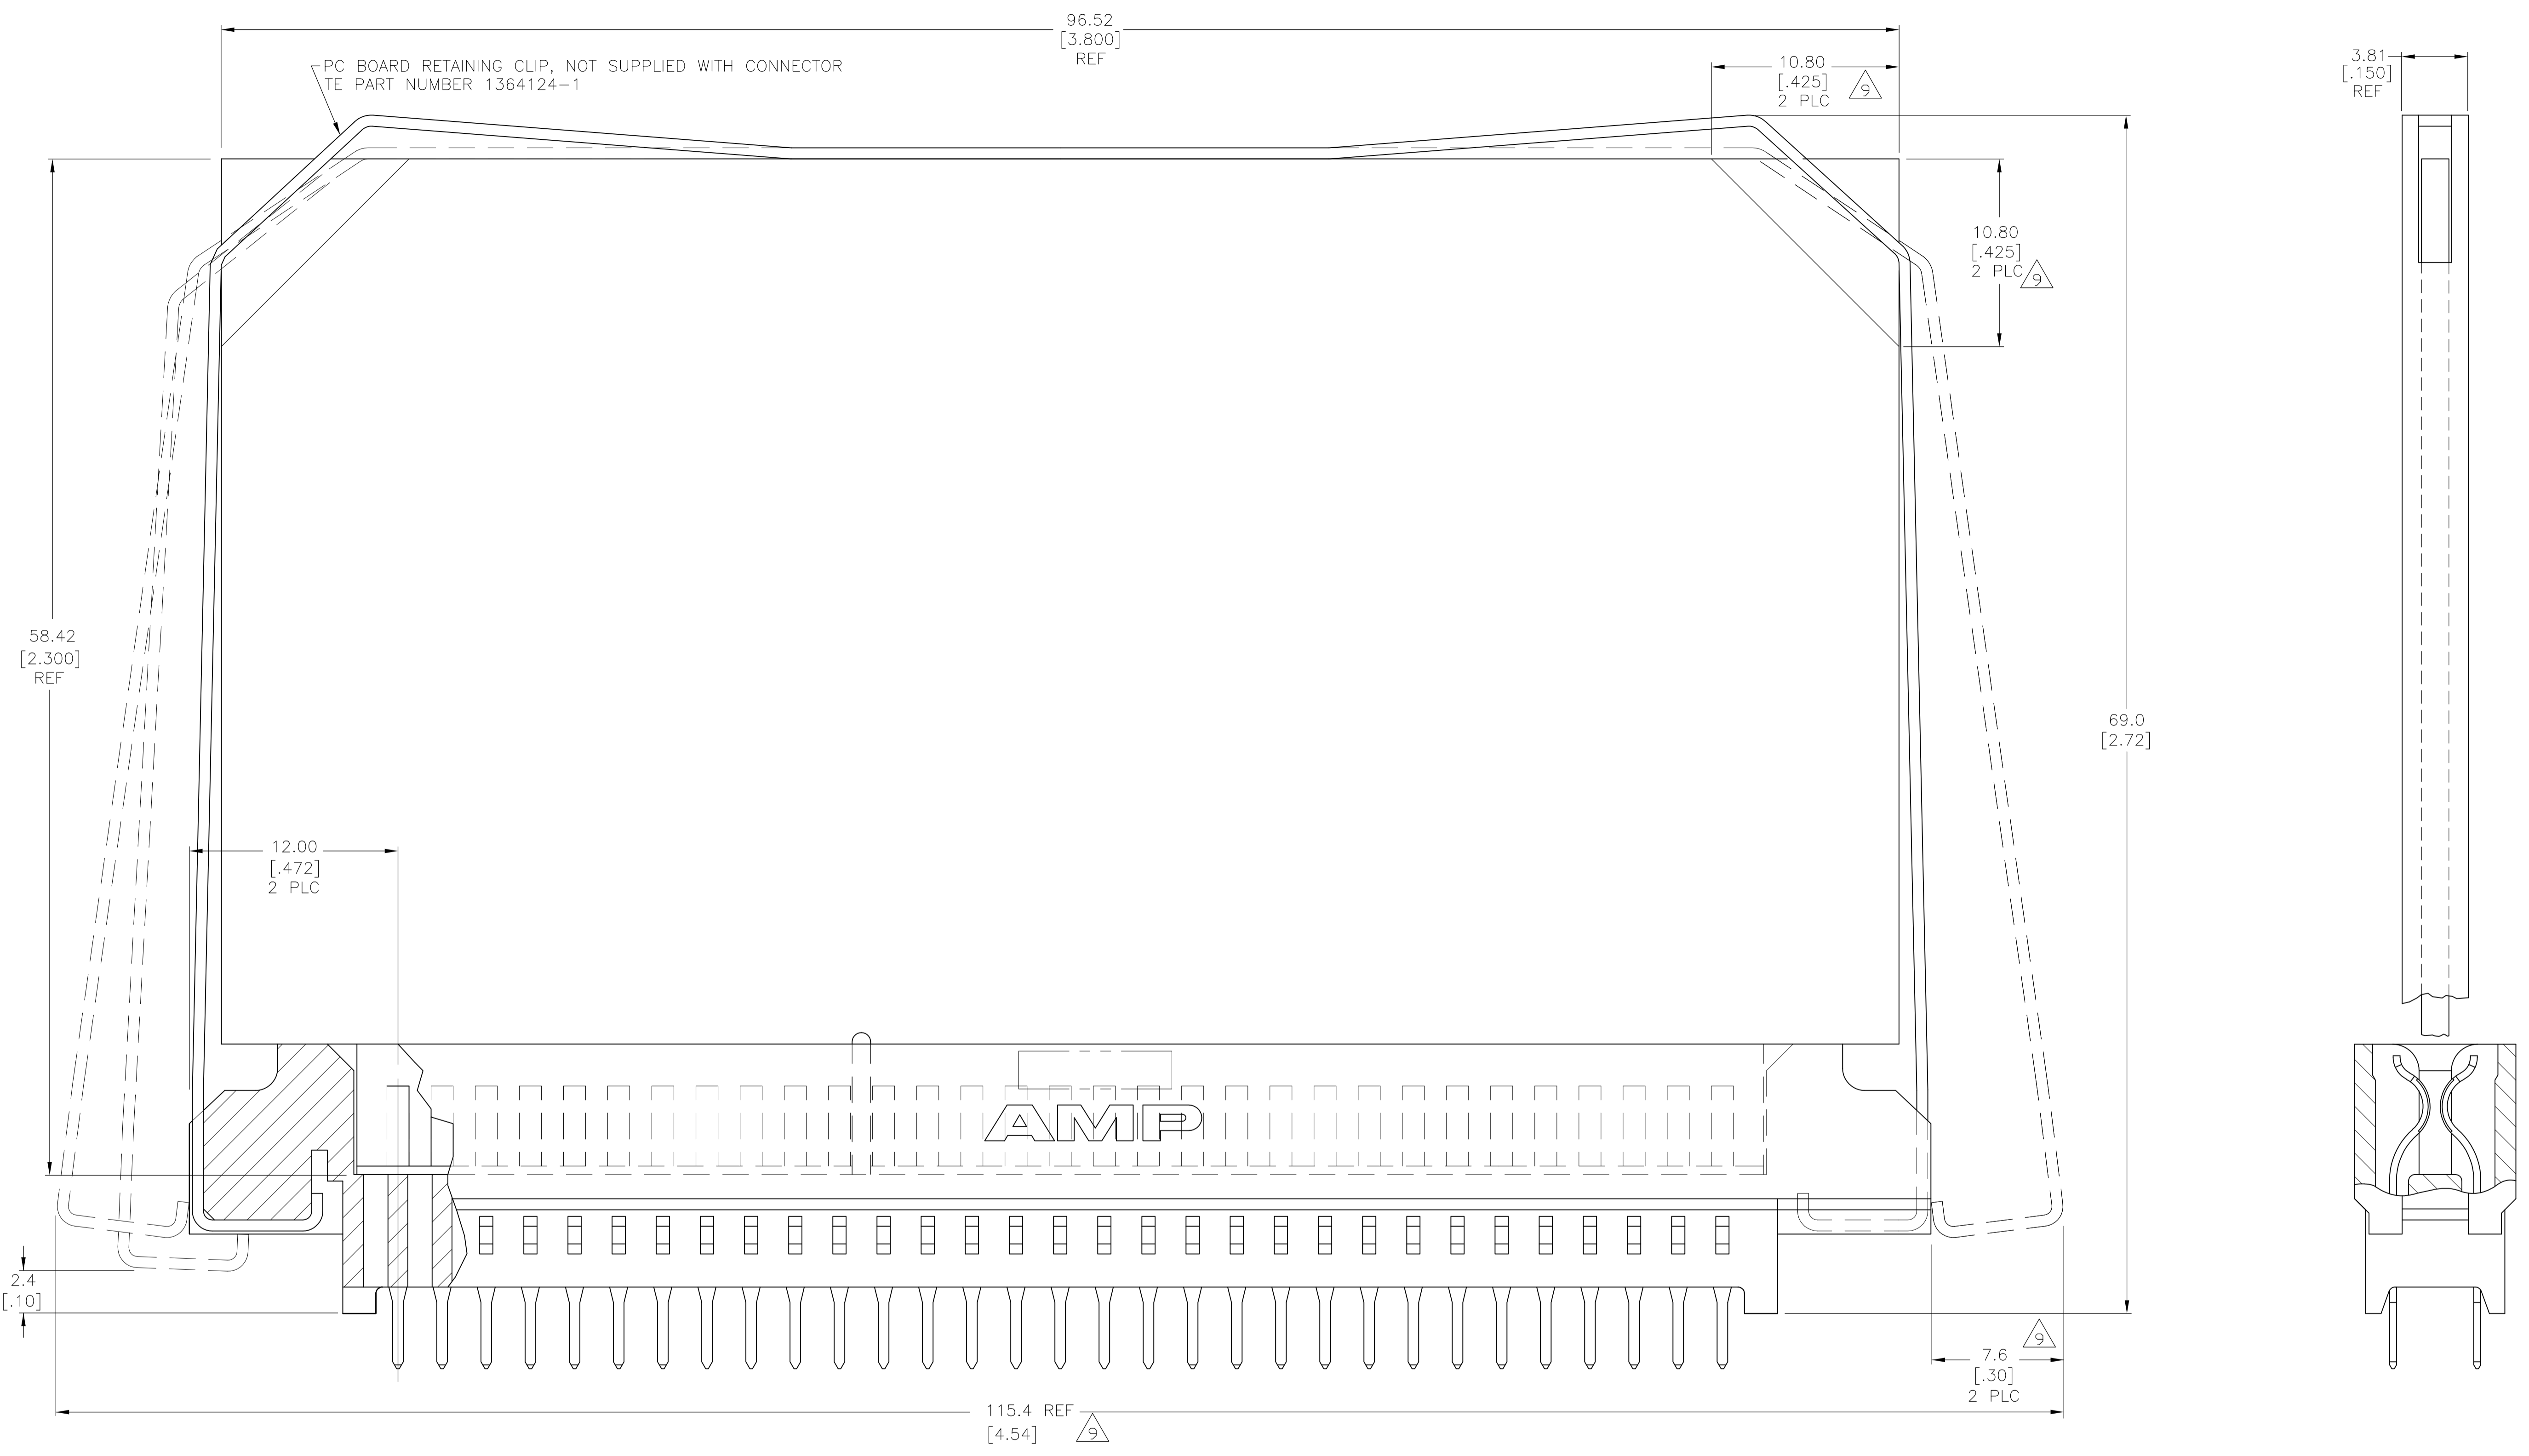 96.52
[3.800]
REF
PC BOARD RETAINING CLIP, NOT SUPPLIED WITH CONNECTOR
TE PART NUMBER 1364124-1
10.80
[.425]
2 PLC
9
3.81
[.150]
REF
10.80
[.425]
2 PLC
9
58.42
[2.300]
REF
69.0
[2.72]
12.00
[.472]
2 PLC
AMP
2.4
[.10]
9
7.6
[.30]
2 PLC
115.4 REF
[4.54]
9